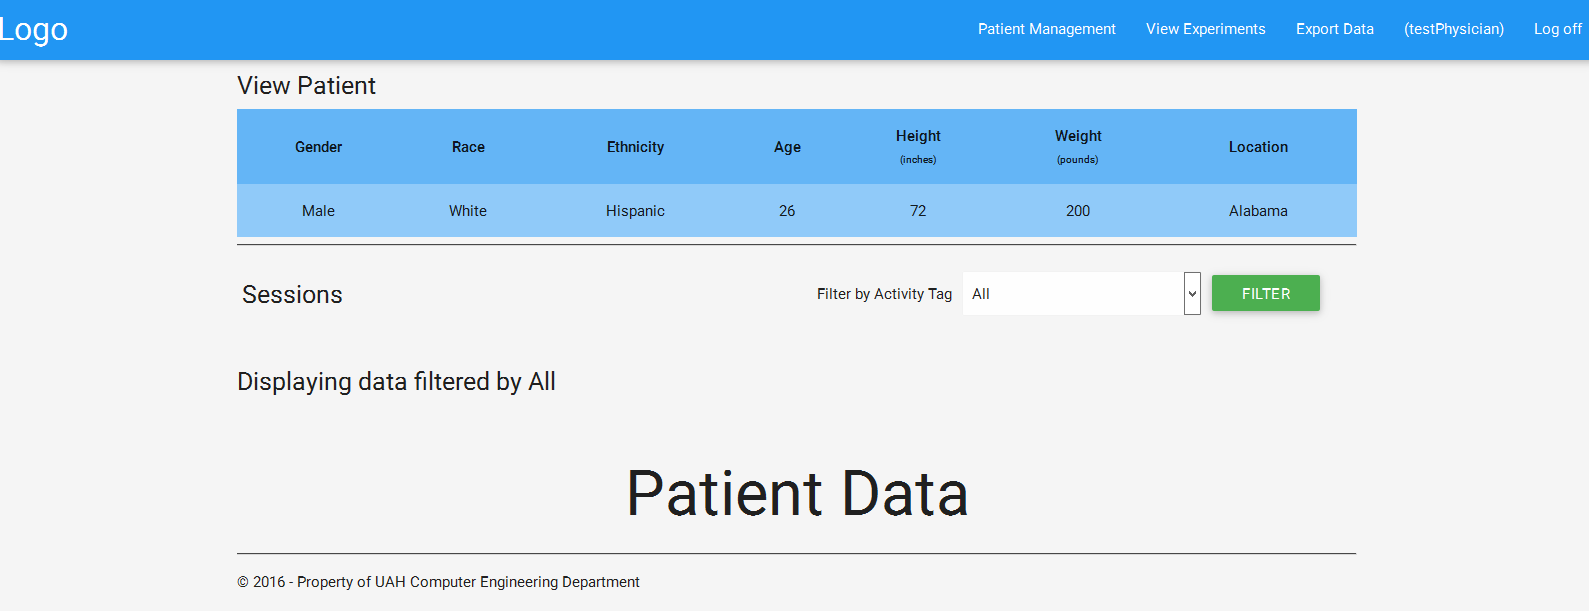 Logo Patient Management View Experiments Export Data (testPhysician) Log off
View Patient
Gender Race Ethnicity Age Height (inches) Weight (pounds) Location
Male White Hispanic 26 72 200 Alabama
Sessions Filter by Activity Tag All FILTER
Displaying data filtered by All
Patient Data
© 2016 - Property of UAH Computer Engineering Department